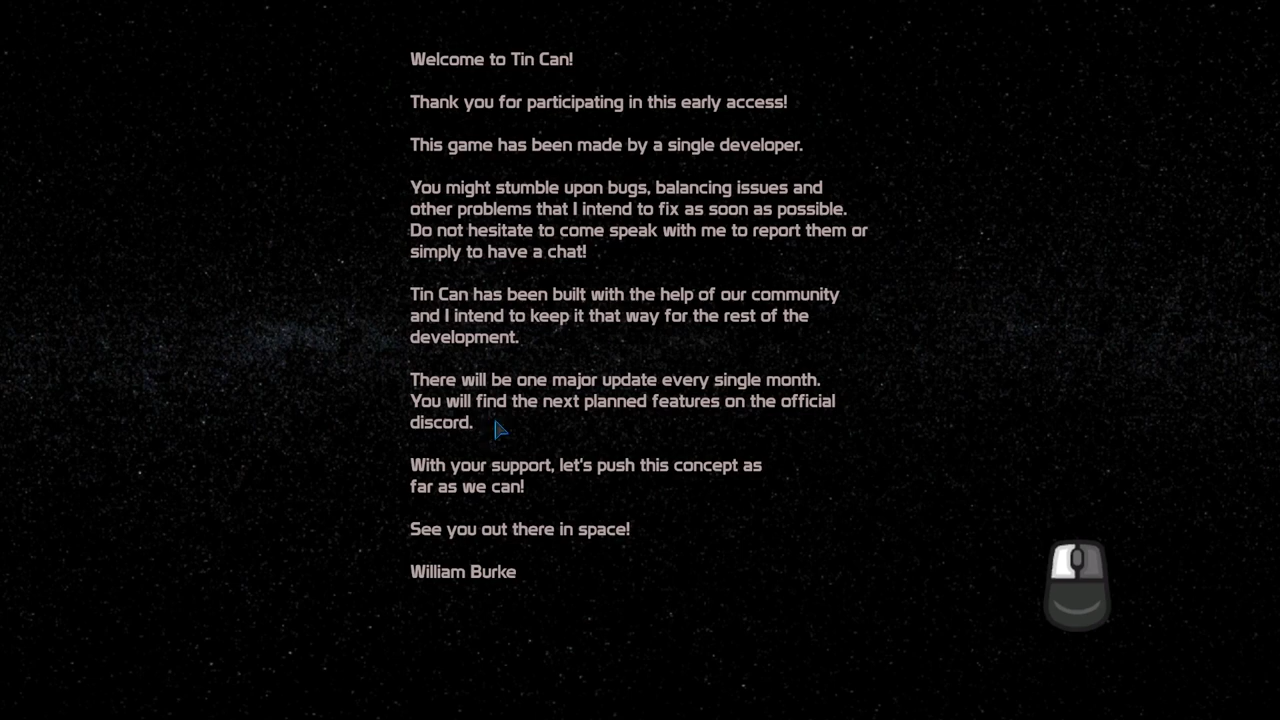 Welcome to Tin Can!
Thank you for participating in this early access!
This game has been made by a single developer.
You might stumble upon bugs, balancing issues and
other problems that I intend to fix as soon as possible.
Do not hesitate to come speak with me to report them or
simply to have a chat!
Tin Can has been built with the help of our community
and I intend to keep it that way for the rest of the
development.
There will be one major update every single month.
You will find the next planned features on the official
discord.
With your support, let's push this concept as
far as we can!
See you out there in space!
William Burke